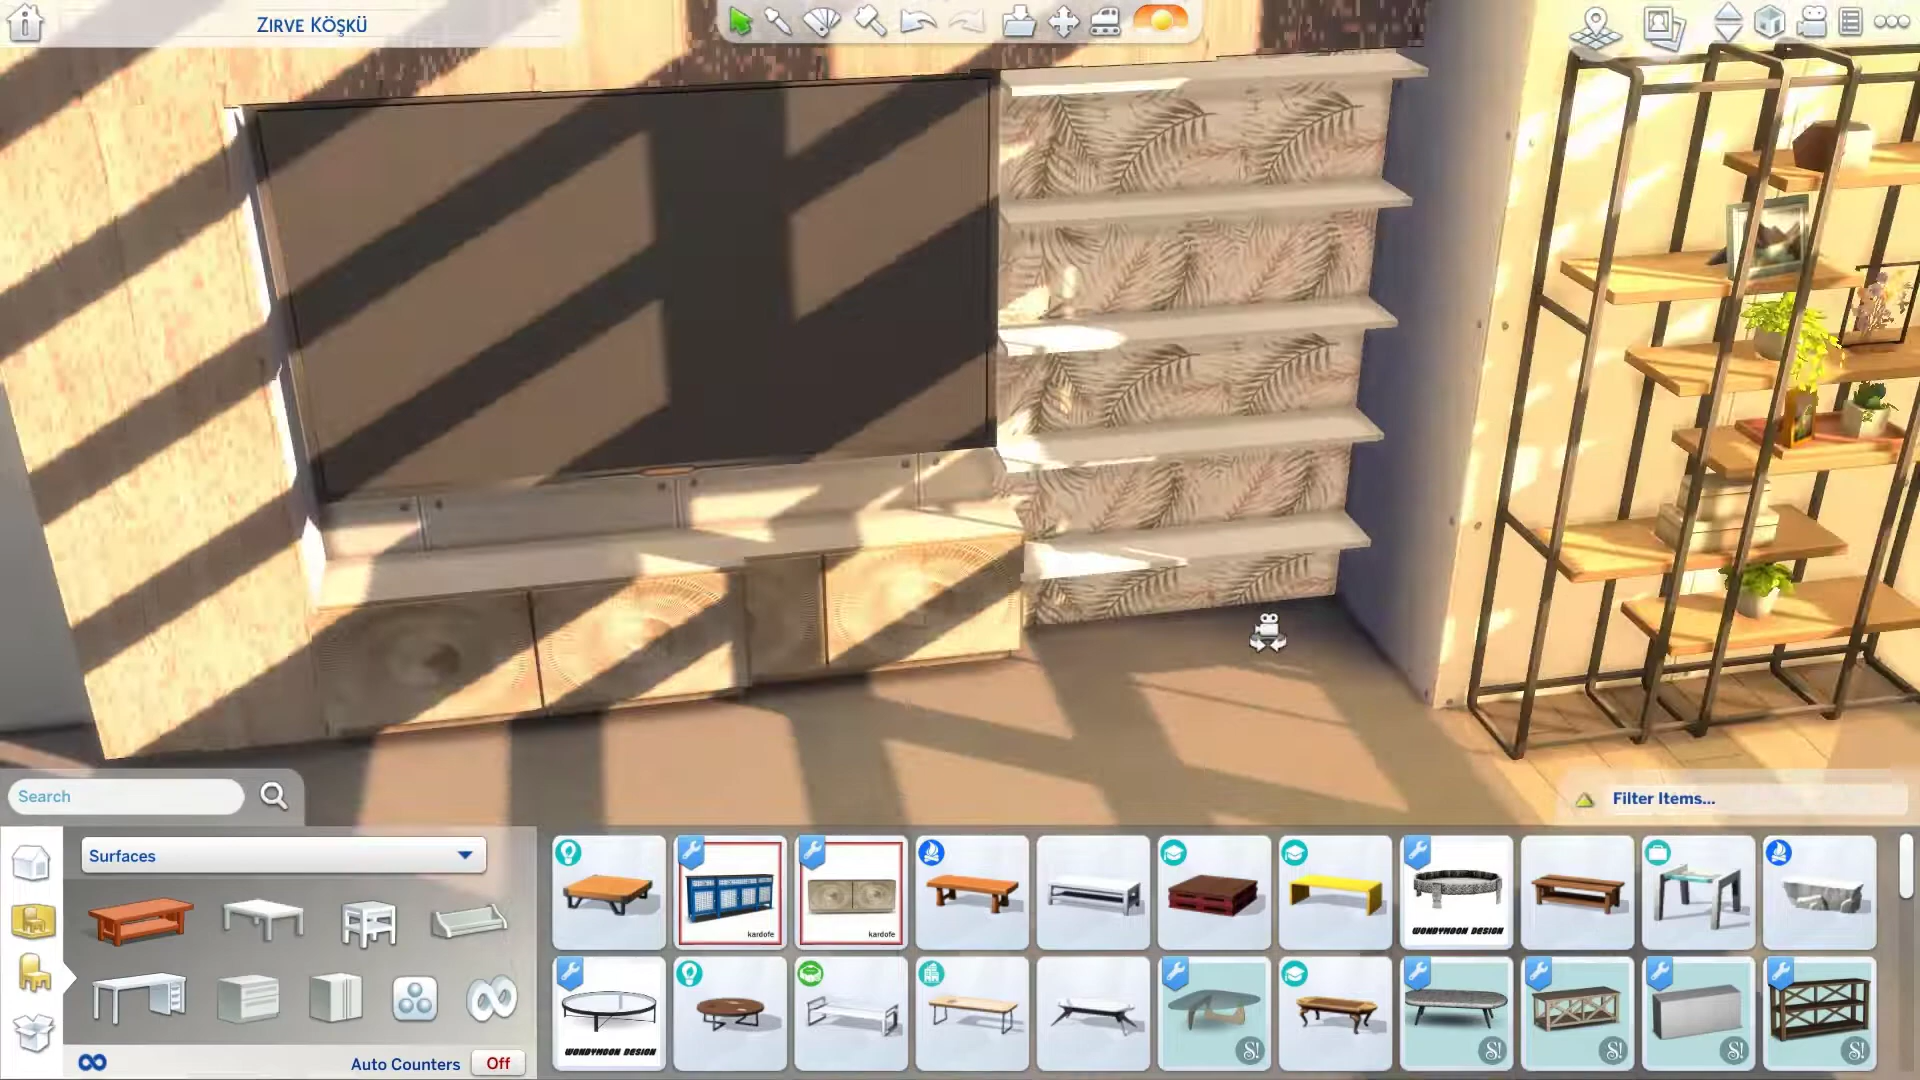 ZIRVE KÖŞKÜ
Search
Filter Items...
Surfaces
kardofe
kardofe
WONDYMOON DESIGN
WONDYMOON DESIGN
S!
S!
S!
S!
S!
Auto Counters
Off